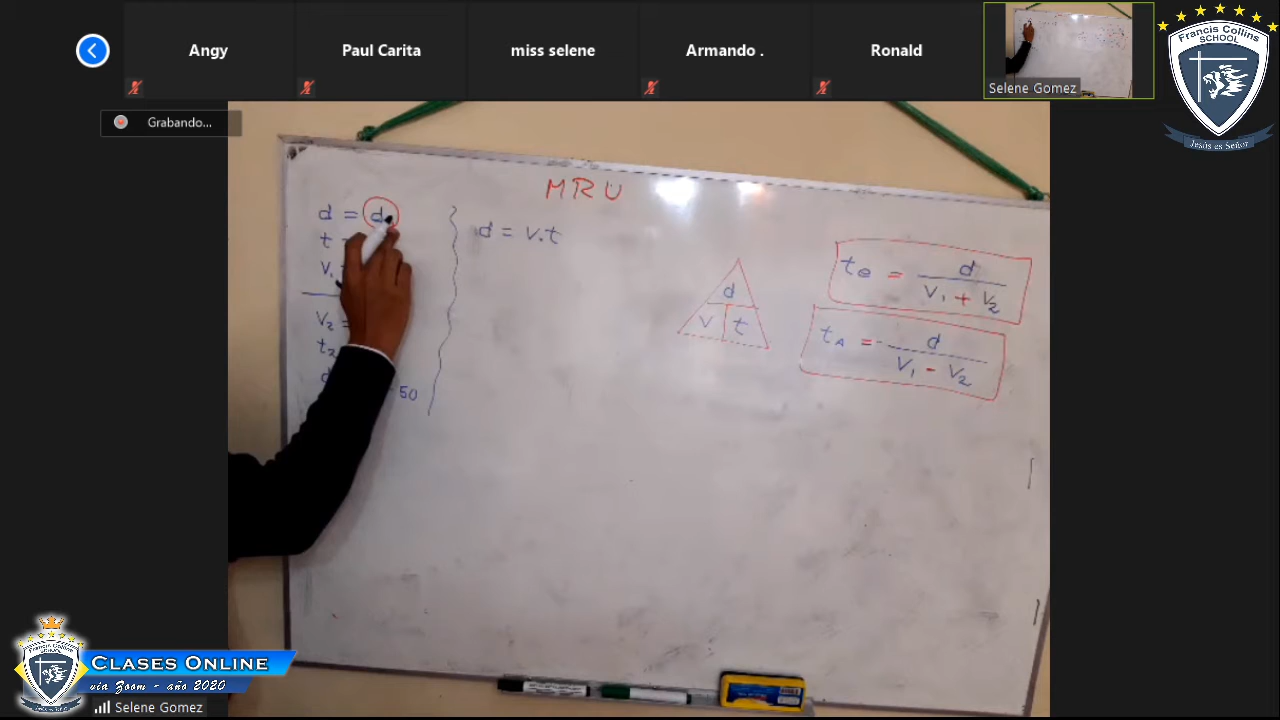 Angy
Paul Carita
miss selene
Armando .
Ronald
Selene Gomez
Francis Collins
SCHOOL
Jesús es Señor
Grabando...
MRU
d = d
t =
V₁
V₂ =
t₂
d
- 50
d = v.t
d
v t
te = d / V₁ + V₂
tA = d / V₁ - V₂
CLASES ONLINE
via Zoom - año 2020
Selene Gomez